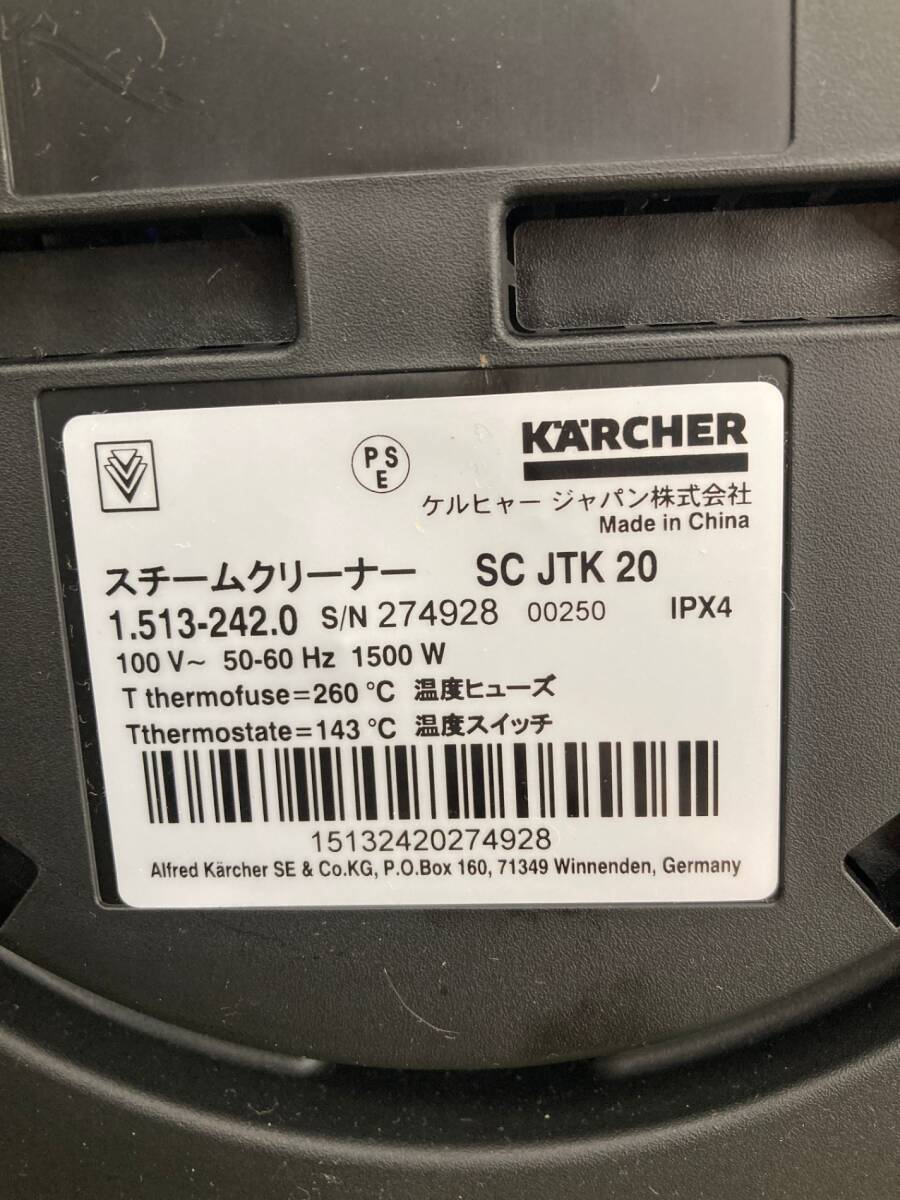 PSE
KÄRCHER
ケルヒャー ジャパン株式会社
Made in China
スチームクリーナー SC JTK 20
1.513-242.0 S/N 274928 00250 IPX4
100 V~ 50-60 Hz 1500 W
T thermofuse=260 °C 温度ヒューズ
Tthermostate=143 °C 温度スイッチ
15132420274928
Alfred Kärcher SE & Co.KG, P.O.Box 160, 71349 Winnenden, Germany